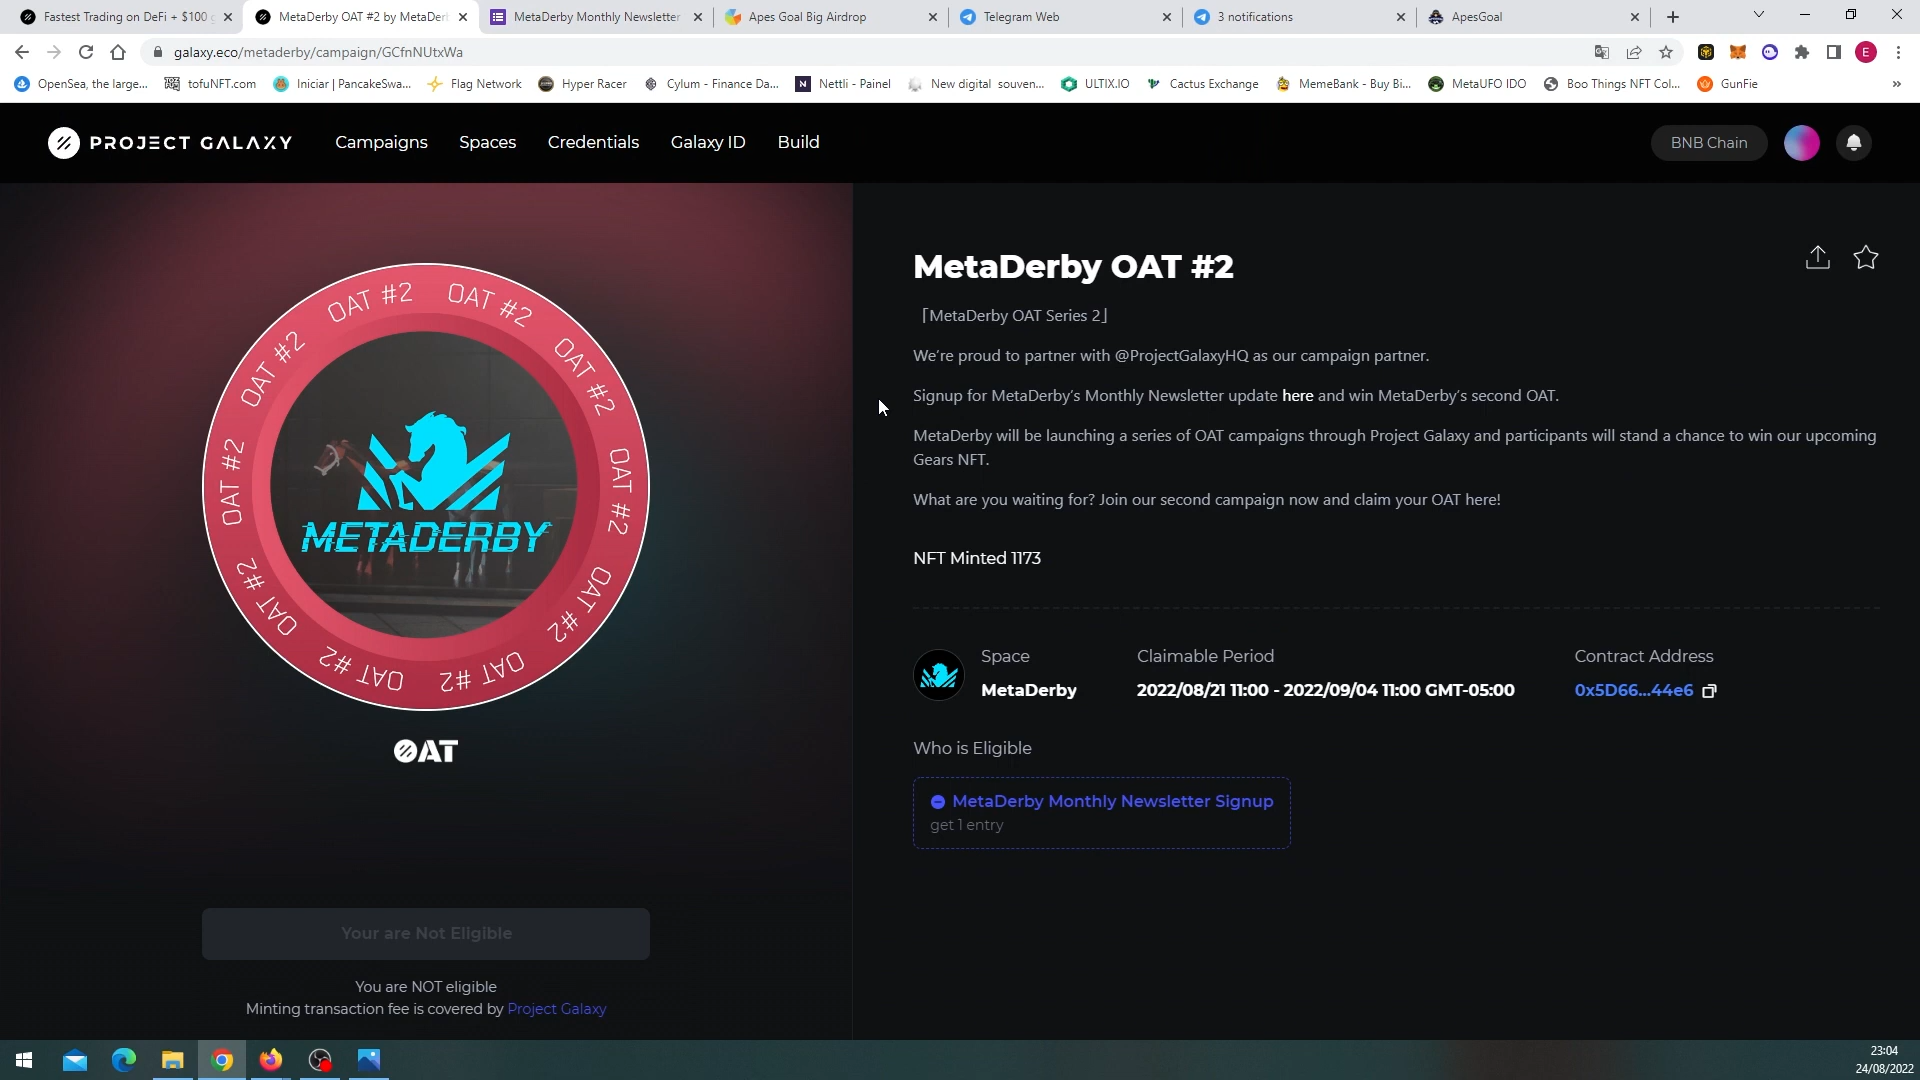 Fastest Trading on DeFi + $100
MetaDerby OAT #2 by MetaDer
MetaDerby Monthly Newsletter
Apes Goal Big Airdrop
Telegram Web
3 notifications
ApesGoal
galaxy.eco/metaderby/campaign/GCfnNUtxWa
E
OpenSea, the large...
tofuNFT.com
Iniciar | PancakeSwa...
Flag Network
Hyper Racer
Cylum - Finance Da...
Nettli - Painel
New digital souven...
ULTIX.IO
Cactus Exchange
MemeBank - Buy Bi...
MetaUFO IDO
Boo Things NFT Col...
GunFie
»
PROJECT GALAXY
Campaigns
Spaces
Credentials
Galaxy ID
Build
BNB Chain
OAT #2 OAT #2 OAT #2 OAT #2 OAT #2 OAT #2 OAT #2 OAT #2 OAT #2 OAT #2
METADERBY
OAT
Your are Not Eligible
You are NOT eligible
Minting transaction fee is covered by Project Galaxy
MetaDerby OAT #2
「MetaDerby OAT Series 2」
We're proud to partner with @ProjectGalaxyHQ as our campaign partner.
Signup for MetaDerby's Monthly Newsletter update here and win MetaDerby's second OAT.
MetaDerby will be launching a series of OAT campaigns through Project Galaxy and participants will stand a chance to win our upcoming
Gears NFT.
What are you waiting for? Join our second campaign now and claim your OAT here!
NFT Minted 1173
Space
MetaDerby
Claimable Period
2022/08/21 11:00 - 2022/09/04 11:00 GMT-05:00
Contract Address
0x5D66...44e6
Who is Eligible
MetaDerby Monthly Newsletter Signup
get 1 entry
23:04
24/08/2022